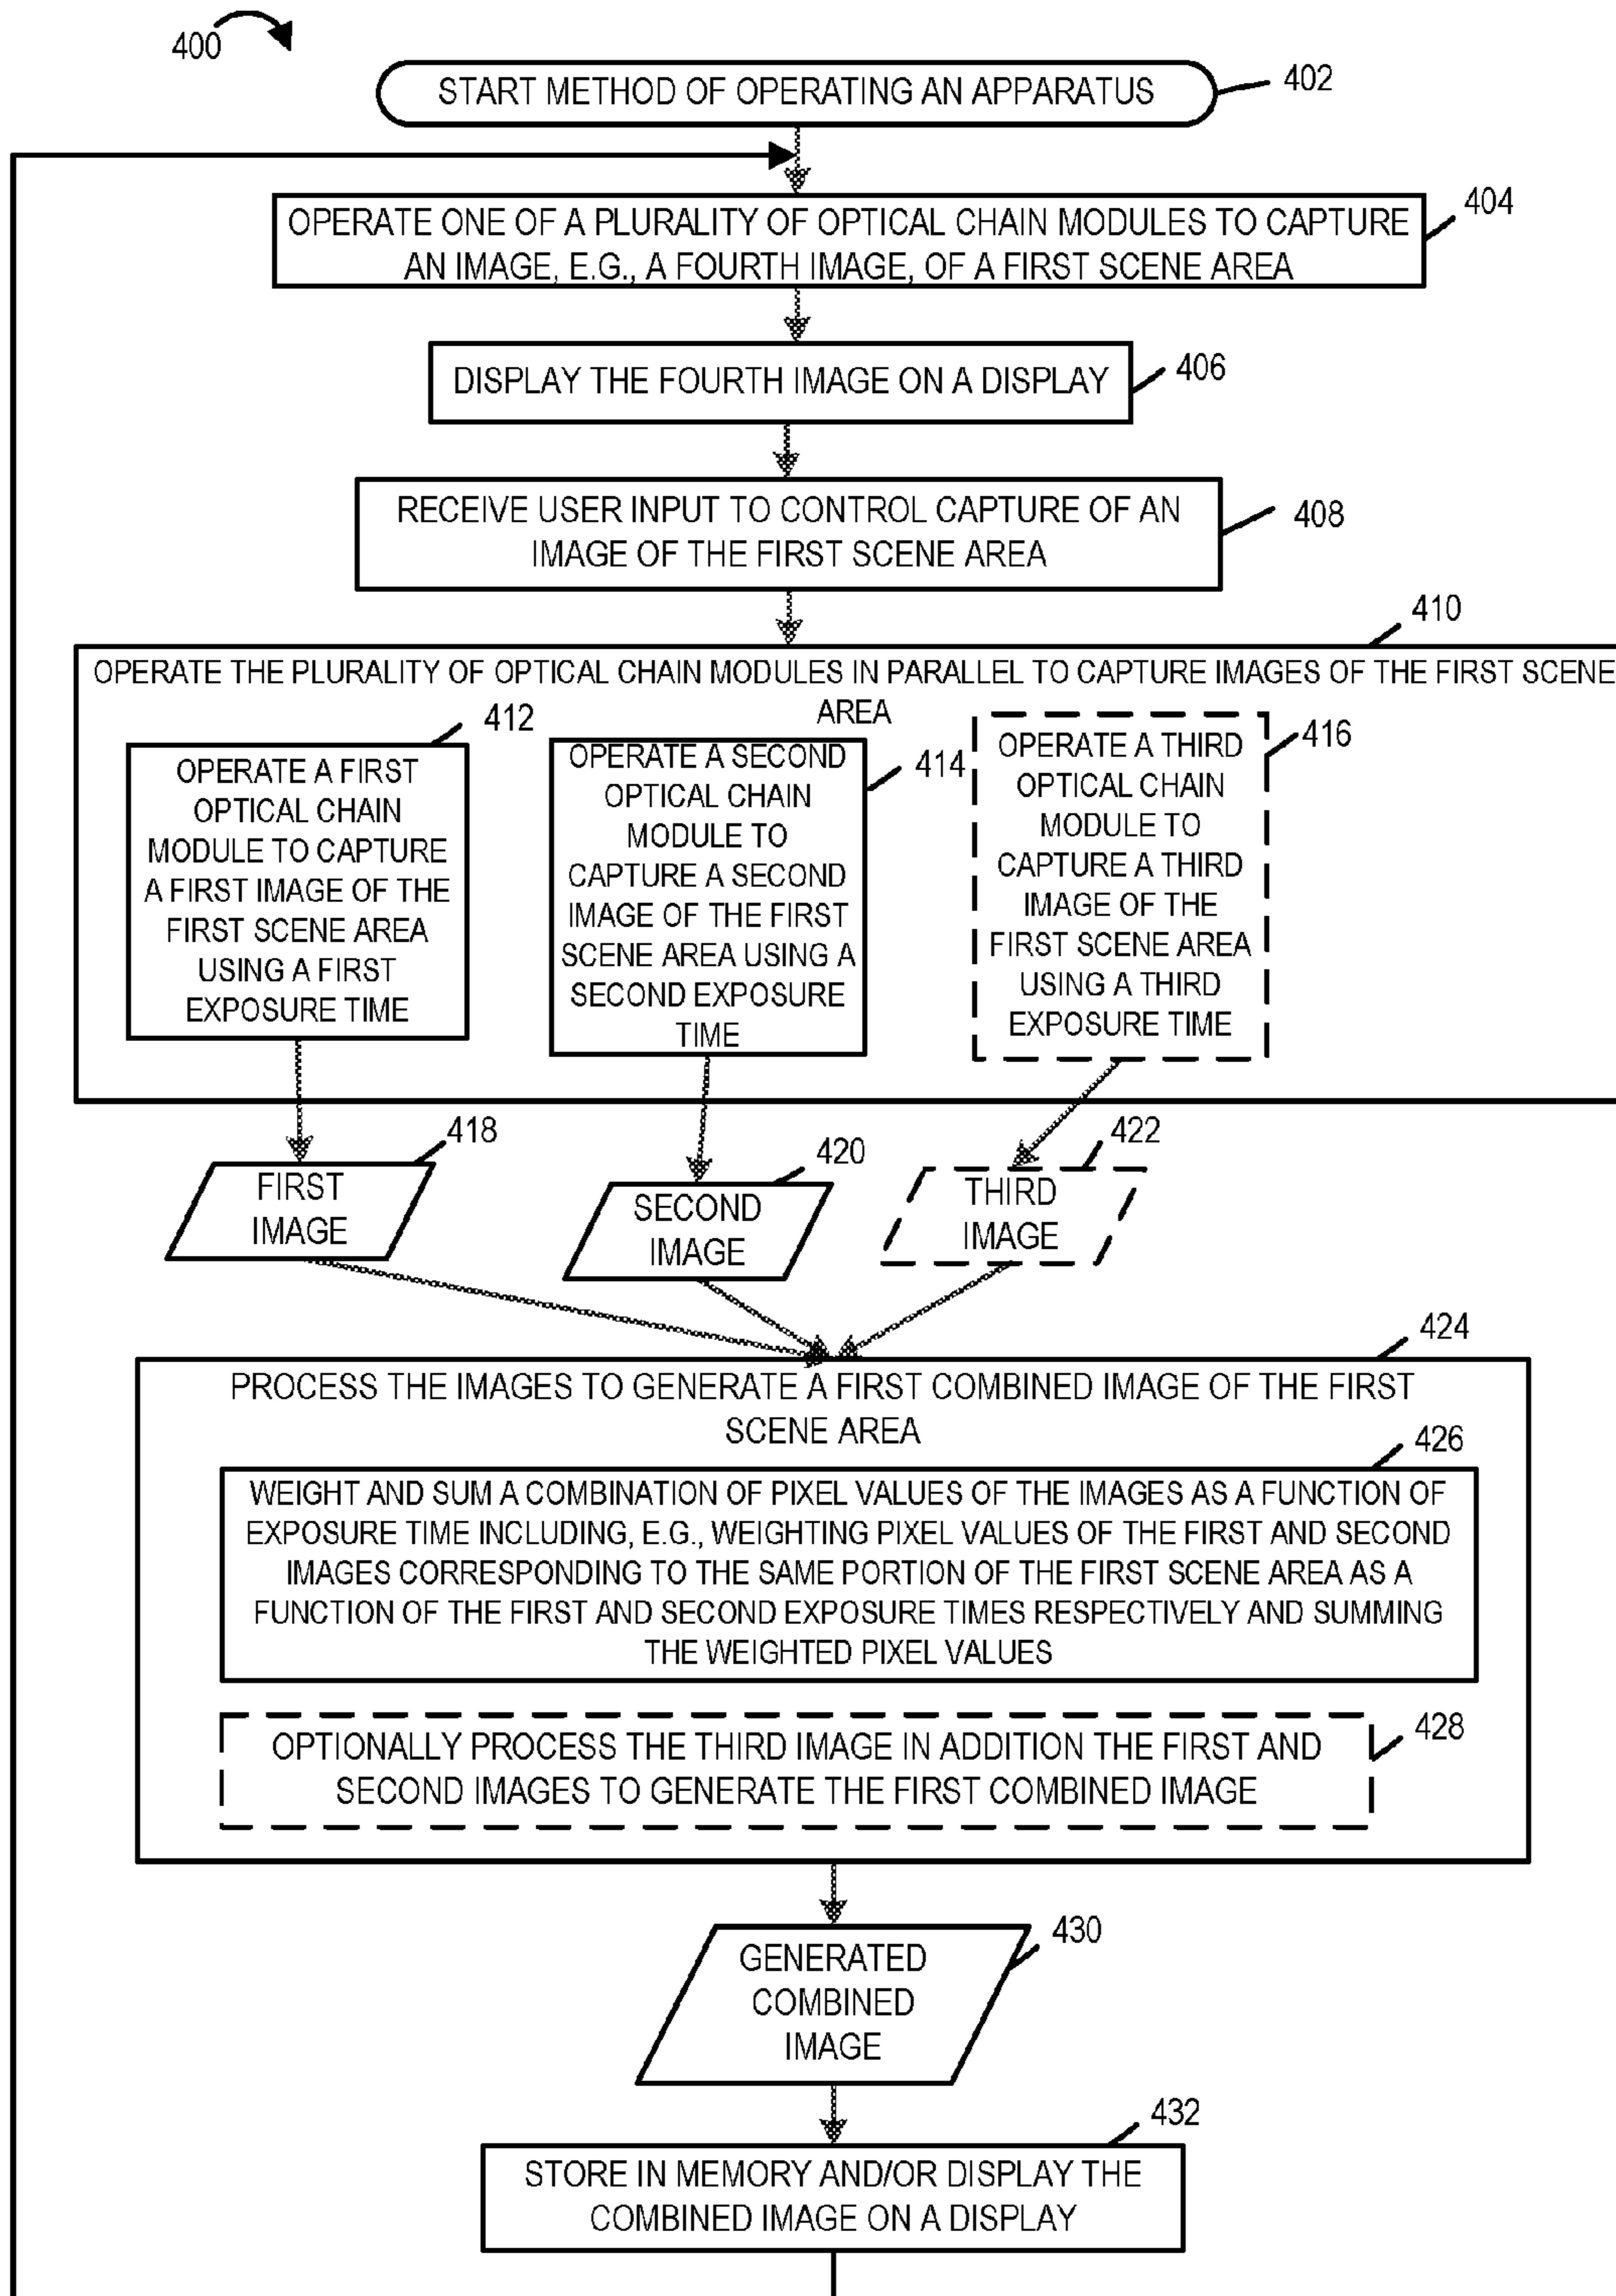 400
START METHOD OF OPERATING AN APPARATUS
402
OPERATE ONE OF A PLURALITY OF OPTICAL CHAIN MODULES TO CAPTURE
AN IMAGE, E.G., A FOURTH IMAGE, OF A FIRST SCENE AREA
404
DISPLAY THE FOURTH IMAGE ON A DISPLAY
406
RECEIVE USER INPUT TO CONTROL CAPTURE OF AN
IMAGE OF THE FIRST SCENE AREA
408
410
OPERATE THE PLURALITY OF OPTICAL CHAIN MODULES IN PARALLEL TO CAPTURE IMAGES OF THE FIRST SCENE
AREA
412
OPERATE A FIRST
OPTICAL CHAIN
MODULE TO CAPTURE
A FIRST IMAGE OF THE
FIRST SCENE AREA
USING A FIRST
EXPOSURE TIME
414
OPERATE A SECOND
OPTICAL CHAIN
MODULE TO
CAPTURE A SECOND
IMAGE OF THE FIRST
SCENE AREA USING A
SECOND EXPOSURE
TIME
416
OPERATE A THIRD
OPTICAL CHAIN
MODULE TO
CAPTURE A THIRD
IMAGE OF THE
FIRST SCENE AREA
USING A THIRD
EXPOSURE TIME
418
FIRST
IMAGE
420
SECOND
IMAGE
422
THIRD
IMAGE
424
PROCESS THE IMAGES TO GENERATE A FIRST COMBINED IMAGE OF THE FIRST
SCENE AREA
426
WEIGHT AND SUM A COMBINATION OF PIXEL VALUES OF THE IMAGES AS A FUNCTION OF
EXPOSURE TIME INCLUDING, E.G., WEIGHTING PIXEL VALUES OF THE FIRST AND SECOND
IMAGES CORRESPONDING TO THE SAME PORTION OF THE FIRST SCENE AREA AS A
FUNCTION OF THE FIRST AND SECOND EXPOSURE TIMES RESPECTIVELY AND SUMMING
THE WEIGHTED PIXEL VALUES
428
OPTIONALLY PROCESS THE THIRD IMAGE IN ADDITION THE FIRST AND
SECOND IMAGES TO GENERATE THE FIRST COMBINED IMAGE
430
GENERATED
COMBINED
IMAGE
432
STORE IN MEMORY AND/OR DISPLAY THE
COMBINED IMAGE ON A DISPLAY